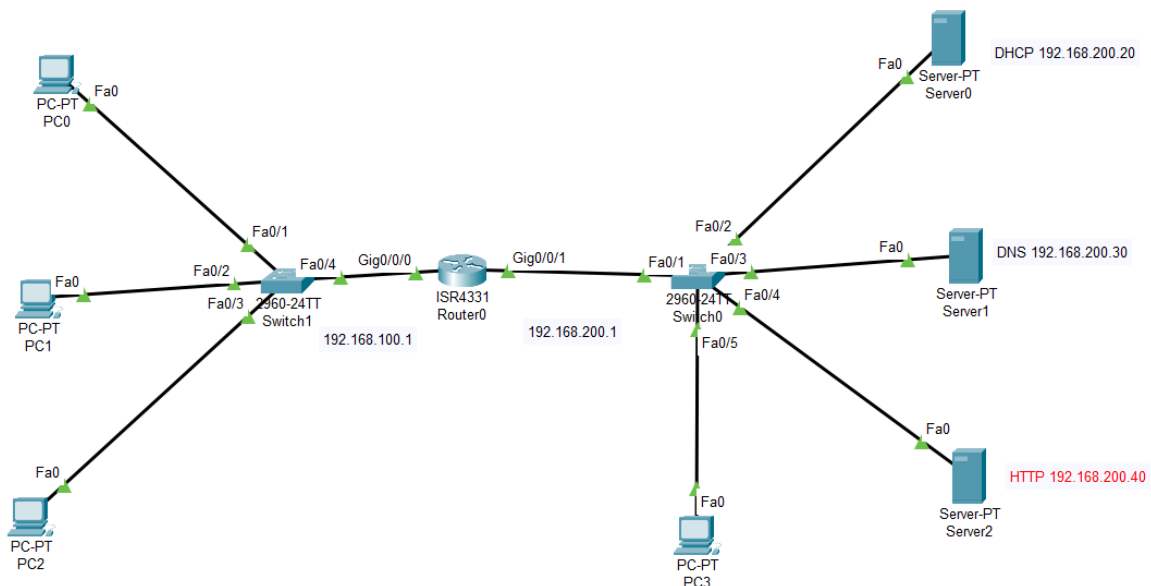 DHCP 192.168.200.20
Fa0
Server-PT
Server0
Fa0
PC-PT
PC0
Fa0/1
Fa0/2
Fa0
DNS 192.168.200.30
Server-PT
Server1
Gig0/0/0
Gig0/0/1
Fa0/4
Fa0/2
Fa0/3
2960-24TT
Switch1
ISR4331
Router0
Fa0/1
Fa0/3
2960-24TT
Switch0
Fa0/4
Fa0
PC-PT
PC1
192.168.100.1
192.168.200.1
Fa0/5
Fa0
HTTP 192.168.200.40
Server-PT
Server2
Fa0
PC-PT
PC2
Fa0
PC-PT
PC3